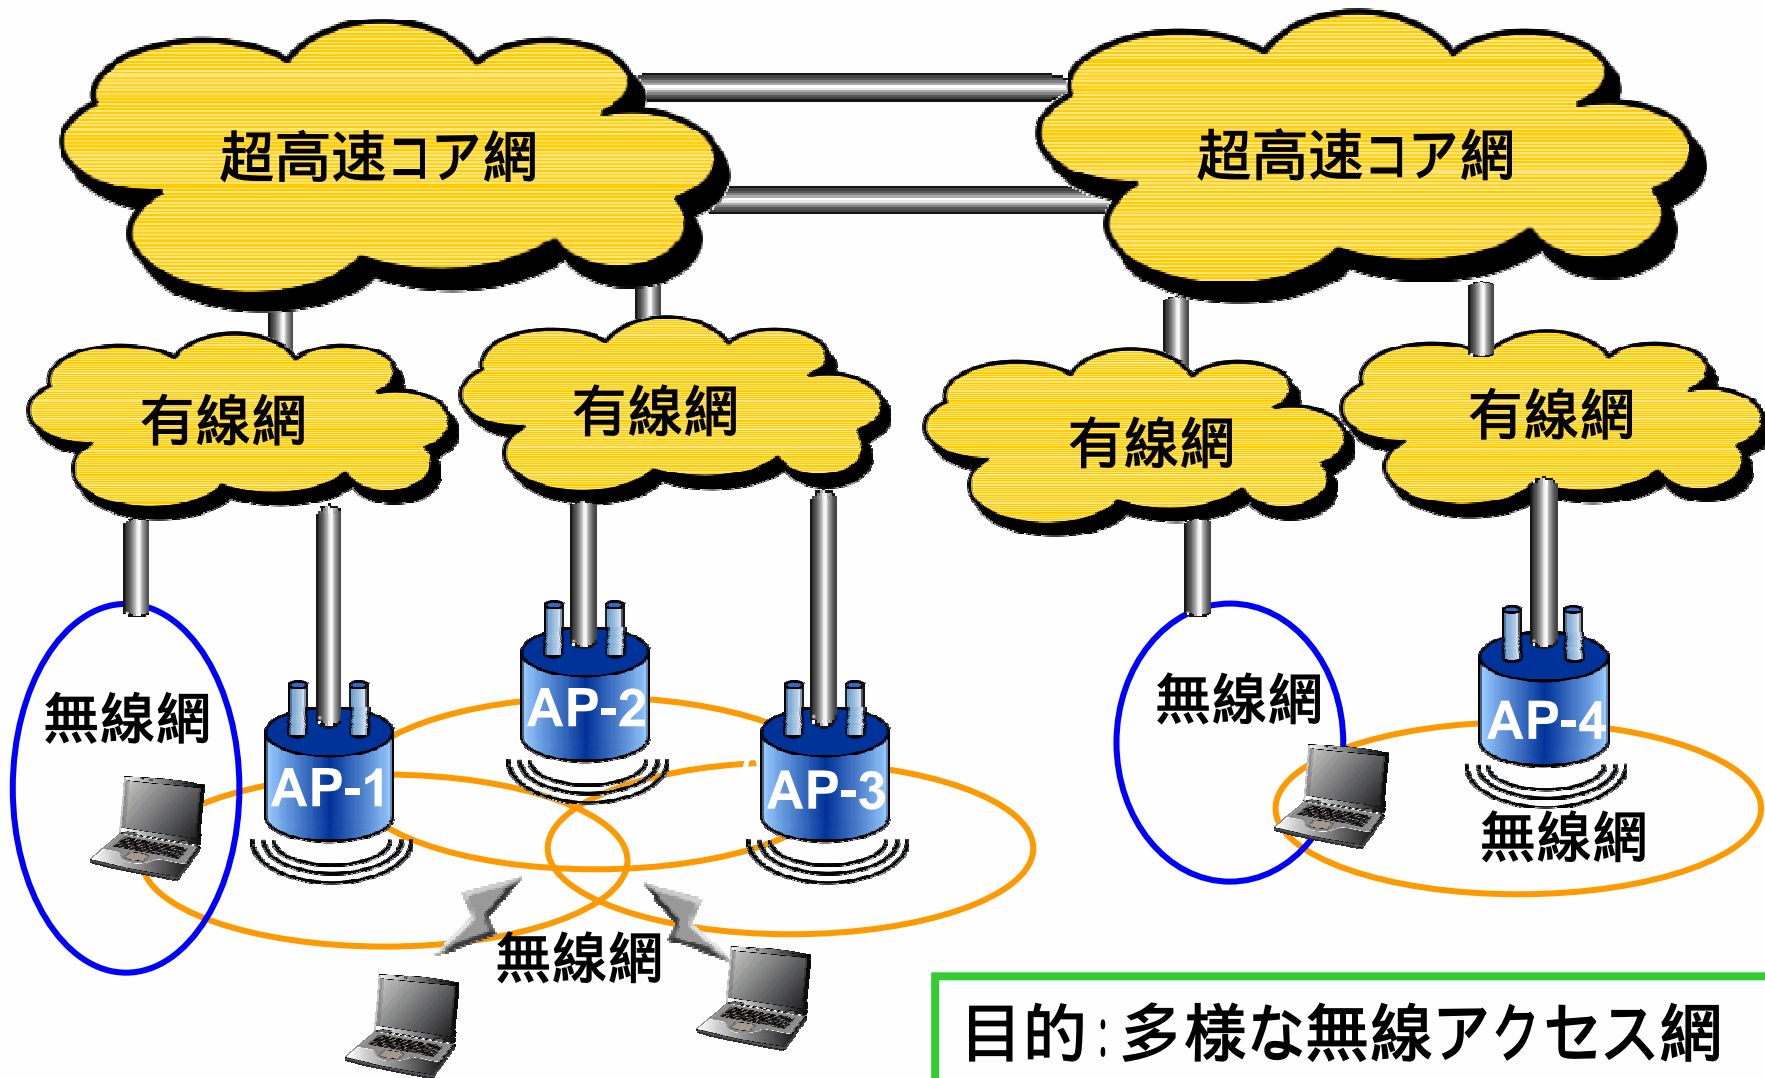 超高速コア網
超高速コア網
有線網
有線網
有線網
有線網
無線網
AP-1
AP-2
AP-3
無線網
AP-4
無線網
無線網
目的：多様な無線アクセス網